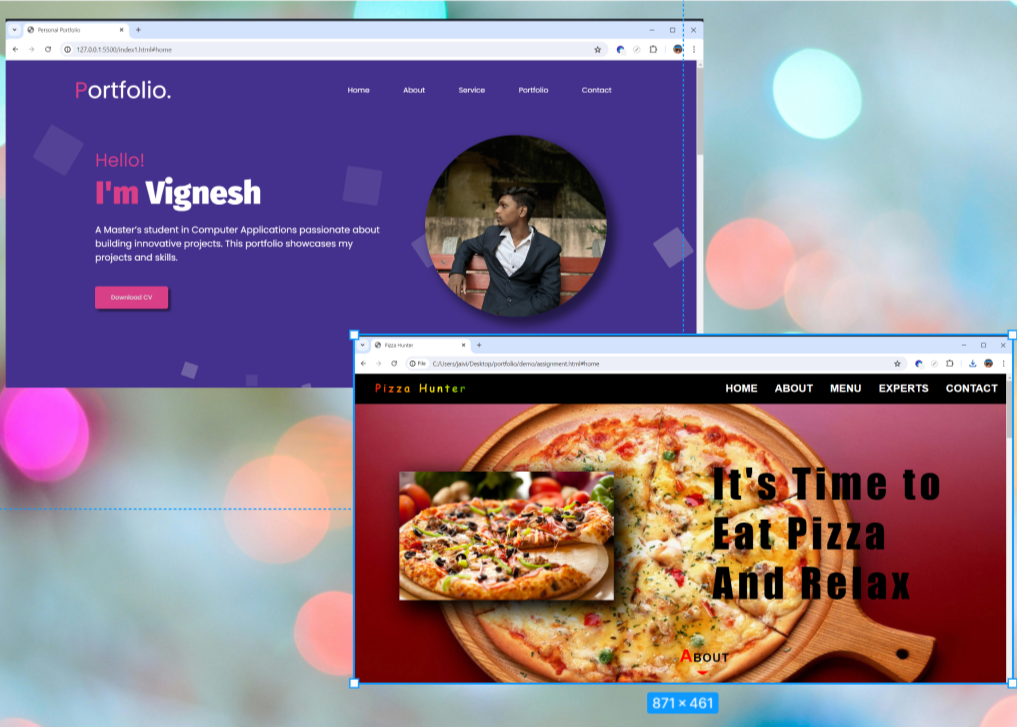 Personal Portfolio
127.0.0.1:5500/index1.html#home
Portfolio.
Home About Service Portfolio Contact
Hello!
I'm Vignesh
A Master's student in Computer Applications passionate about
building innovative projects. This portfolio showcases my
projects and skills.
Download CV
Pizza Hunter
File C:/Users/jaivi/Desktop/portfolio/demo/assignment.html#home
Pizza Hunter
HOME ABOUT MENU EXPERTS CONTACT
It's Time to
Eat Pizza
And Relax
ABOUT
871 × 461